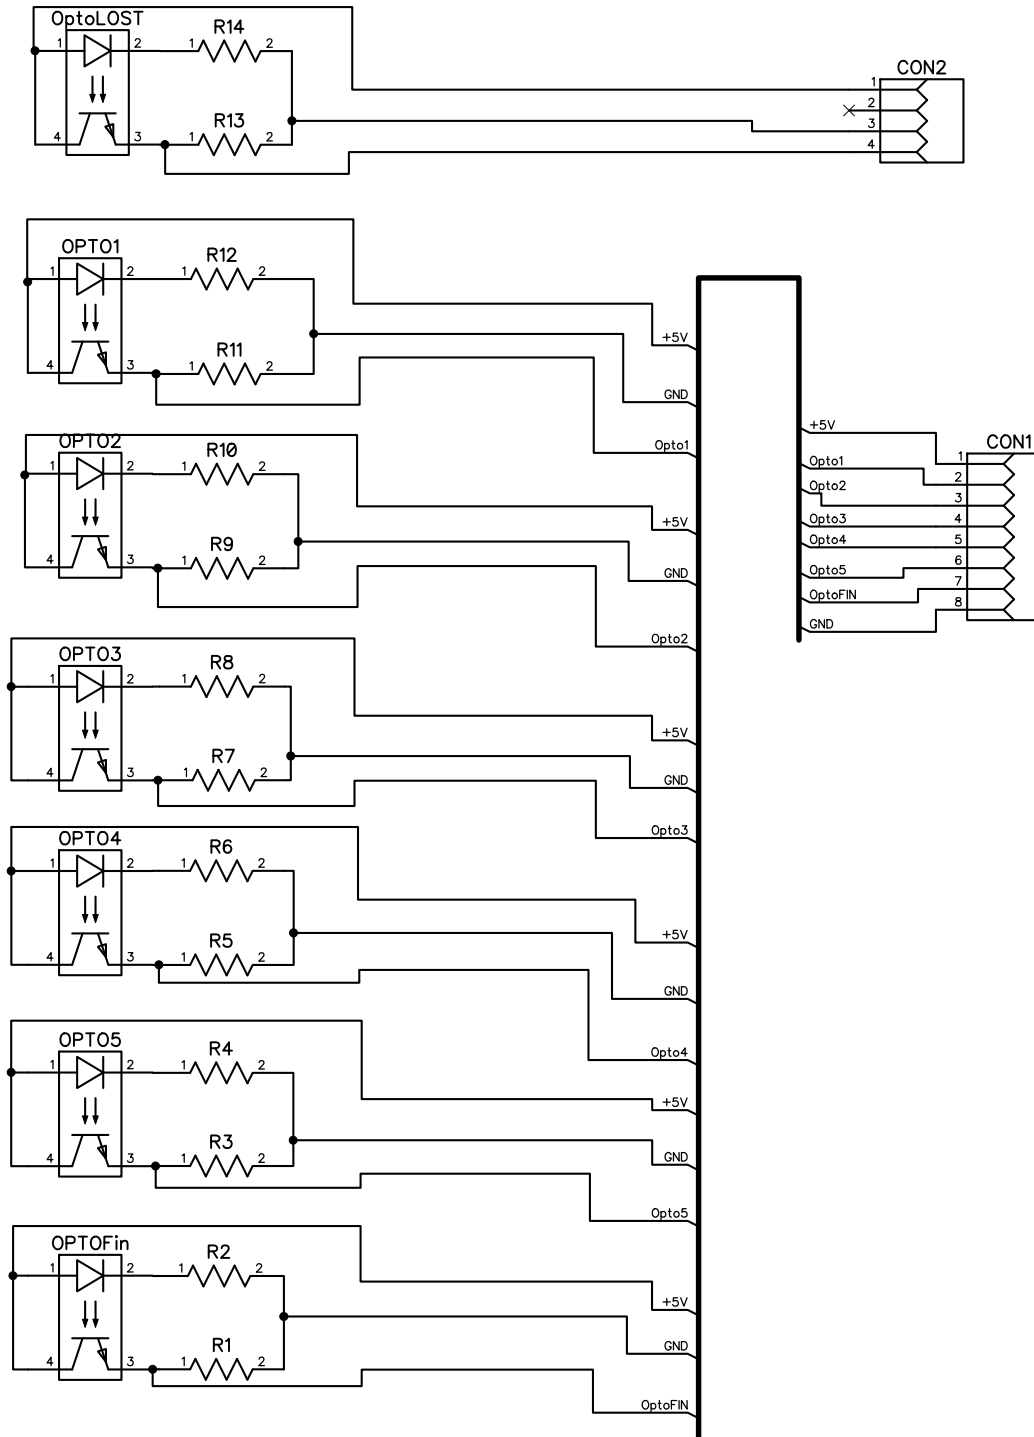 OptoLOST
R14
1 2 1 2
CON2
1
2
3
4
R13
4 3 1 2
OPTO1
R12
1 2 1 2
+5V
R11
4 3 1 2
GND
Opto1
OPTO2
R10
1 2 1 2
+5V
R9
4 3 1 2
GND
Opto2
+5V
Opto1
Opto2
Opto3
Opto4
Opto5
OptoFIN
GND
CON1
1
2
3
4
5
6
7
8
OPTO3
R8
1 2 1 2
+5V
R7
4 3 1 2
GND
Opto3
OPTO4
R6
1 2 1 2
+5V
R5
4 3 1 2
GND
Opto4
OPTO5
R4
1 2 1 2
+5V
R3
4 3 1 2
GND
Opto5
OPTOFin
R2
1 2 1 2
+5V
R1
4 3 1 2
GND
OptoFIN